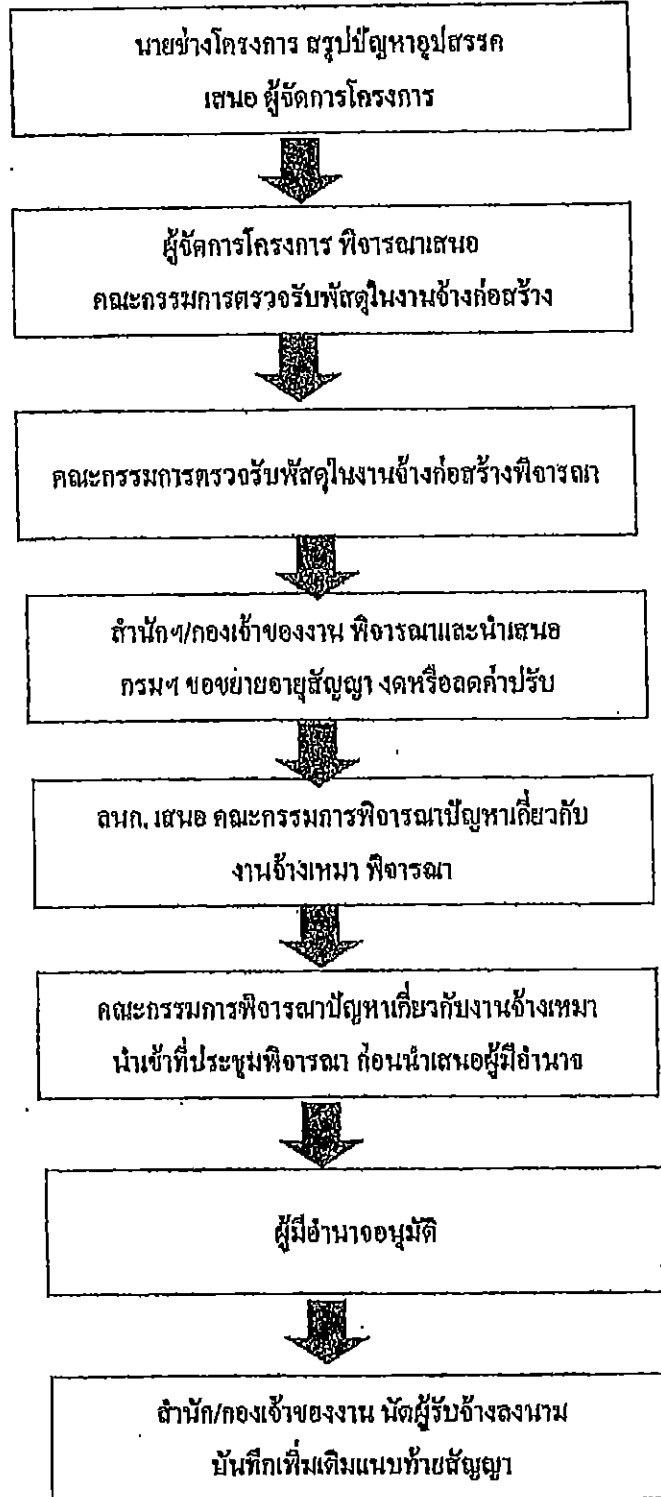 นายช่างโครงการ สรุปปัญหาอุปสรรค
เสนอ ผู้จัดการโครงการ
ผู้จัดการโครงการ พิจารณาเสนอ
คณะกรรมการตรวจรับพัสดุในงานจ้างก่อสร้าง
คณะกรรมการตรวจรับพัสดุในงานจ้างก่อสร้างพิจารณา
สำนักฯ/กองเจ้าของงาน พิจารณาและนำเสนอ
กรมฯ ขอขยายอายุสัญญา งดหรือลดค่าปรับ
ลนก. เสนอ คณะกรรมการพิจารณาปัญหาเกี่ยวกับ
งานจ้างเหมา พิจารณา
คณะกรรมการพิจารณาปัญหาเกี่ยวกับงานจ้างเหมา
นำเข้าที่ประชุมพิจารณา ก่อนนำเสนอผู้มีอำนาจ
ผู้มีอำนาจอนุมัติ
สำนัก/กองเจ้าของงาน นัดผู้รับจ้างลงนาม
บันทึกเพิ่มเติมแนบท้ายสัญญา